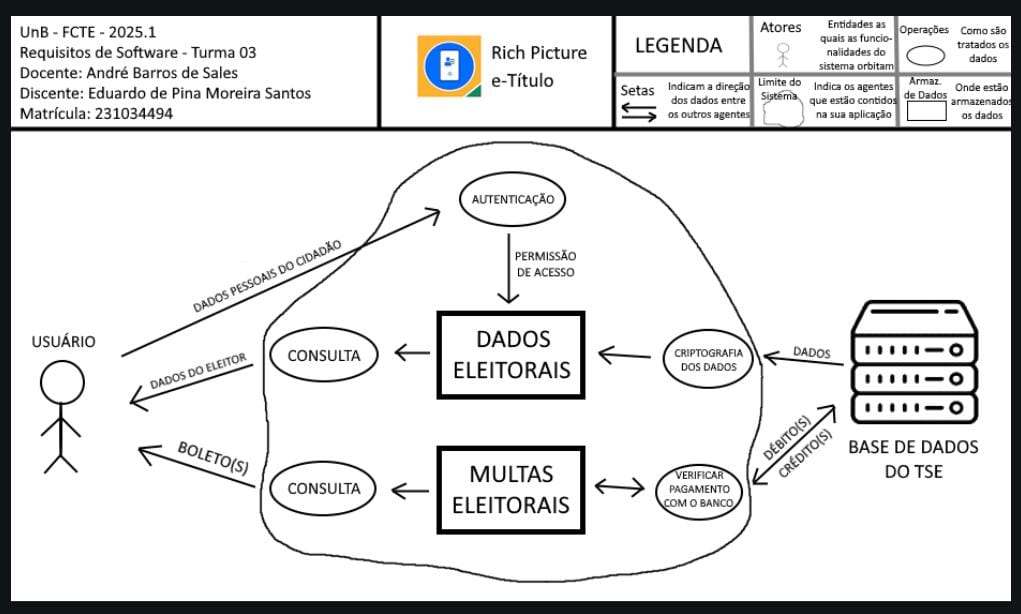 UnB - FCTE - 2025.1
Requisitos de Software - Turma 03
Docente: André Barros de Sales
Discente: Eduardo de Pina Moreira Santos
Matrícula: 231034494
Rich Picture
e-Título
LEGENDA
Atores
Entidades as
quais as funcio-
nalidades do
sistema orbitam
Operações
Como são
tratados os
dados
Setas
Indicam a direção
dos dados entre
os outros agentes
Limite do
Sistema
Indica os agentes
que estão contidos
na sua aplicação
Armaz.
de Dados
Onde estão
armazenados
os dados
AUTENTICAÇÃO
PERMISSÃO
DE ACESSO
DADOS PESSOAIS DO CIDADÃO
USUÁRIO
DADOS DO ELEITOR
CONSULTA
DADOS
ELEITORAIS
CRIPTOGRAFIA
DOS DADOS
DADOS
BOLETO(S)
CONSULTA
MULTAS
ELEITORAIS
VERIFICAR
PAGAMENTO
COM O BANCO
DÉBITO(S)
CRÉDITO(S)
BASE DE DADOS
DO TSE